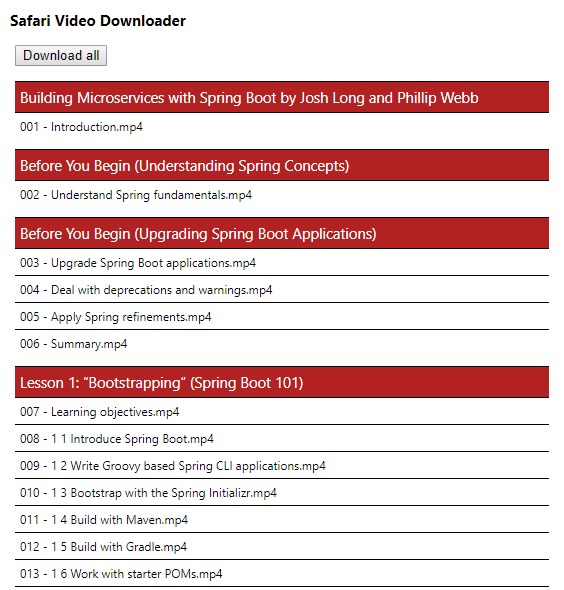 Safari Video Downloader
Download all
Building Microservices with Spring Boot by Josh Long and Phillip Webb
001 - Introduction.mp4
Before You Begin (Understanding Spring Concepts)
002 - Understand Spring fundamentals.mp4
Before You Begin (Upgrading Spring Boot Applications)
003 - Upgrade Spring Boot applications.mp4
004 - Deal with deprecations and warnings.mp4
005 - Apply Spring refinements.mp4
006 - Summary.mp4
Lesson 1: “Bootstrapping” (Spring Boot 101)
007 - Learning objectives.mp4
008 - 1 1 Introduce Spring Boot.mp4
009 - 1 2 Write Groovy based Spring CLI applications.mp4
010 - 1 3 Bootstrap with the Spring Initializr.mp4
011 - 1 4 Build with Maven.mp4
012 - 1 5 Build with Gradle.mp4
013 - 1 6 Work with starter POMs.mp4